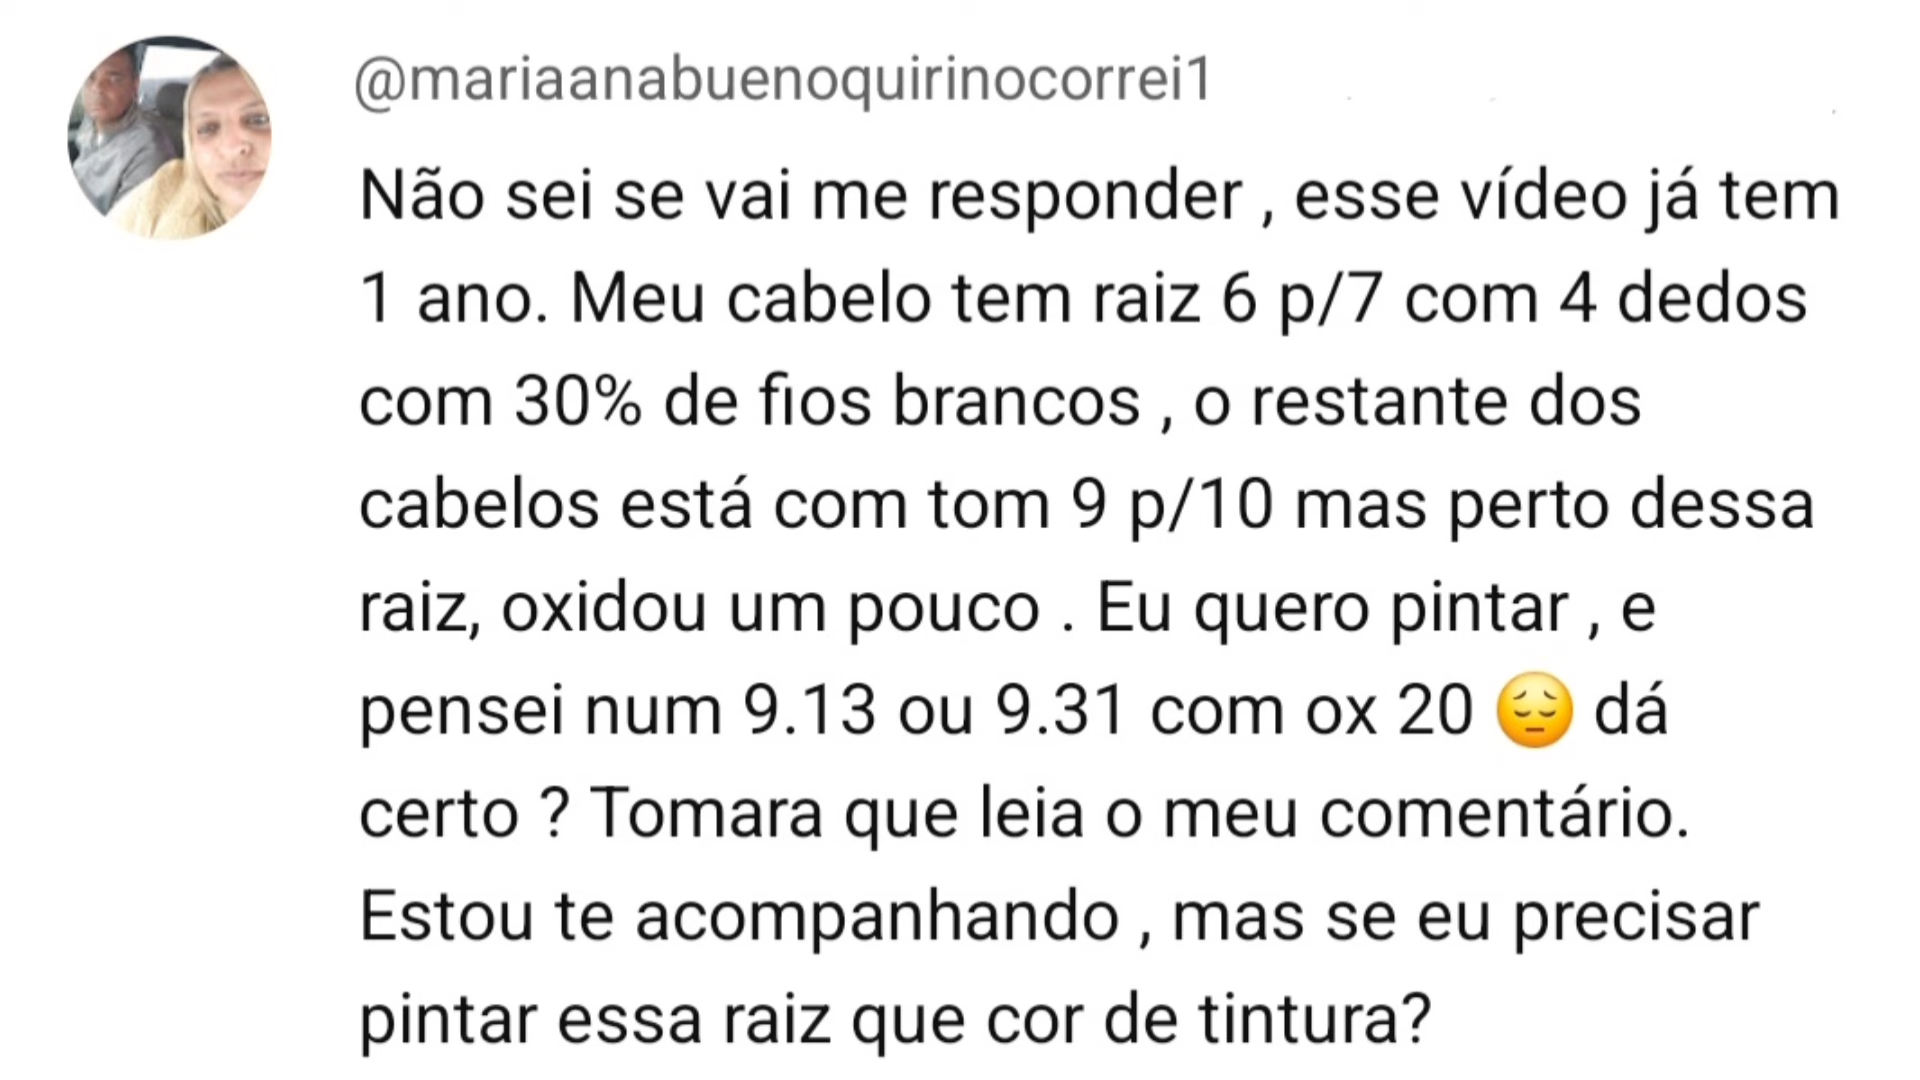 @mariaanabuenoquirinocorrei1
Não sei se vai me responder , esse vídeo já tem
1 ano. Meu cabelo tem raiz 6 p/7 com 4 dedos
com 30% de fios brancos , o restante dos
cabelos está com tom 9 p/10 mas perto dessa
raiz, oxidou um pouco . Eu quero pintar , e
pensei num 9.13 ou 9.31 com ox 20 😔 dá
certo ? Tomara que leia o meu comentário.
Estou te acompanhando , mas se eu precisar
pintar essa raiz que cor de tintura?